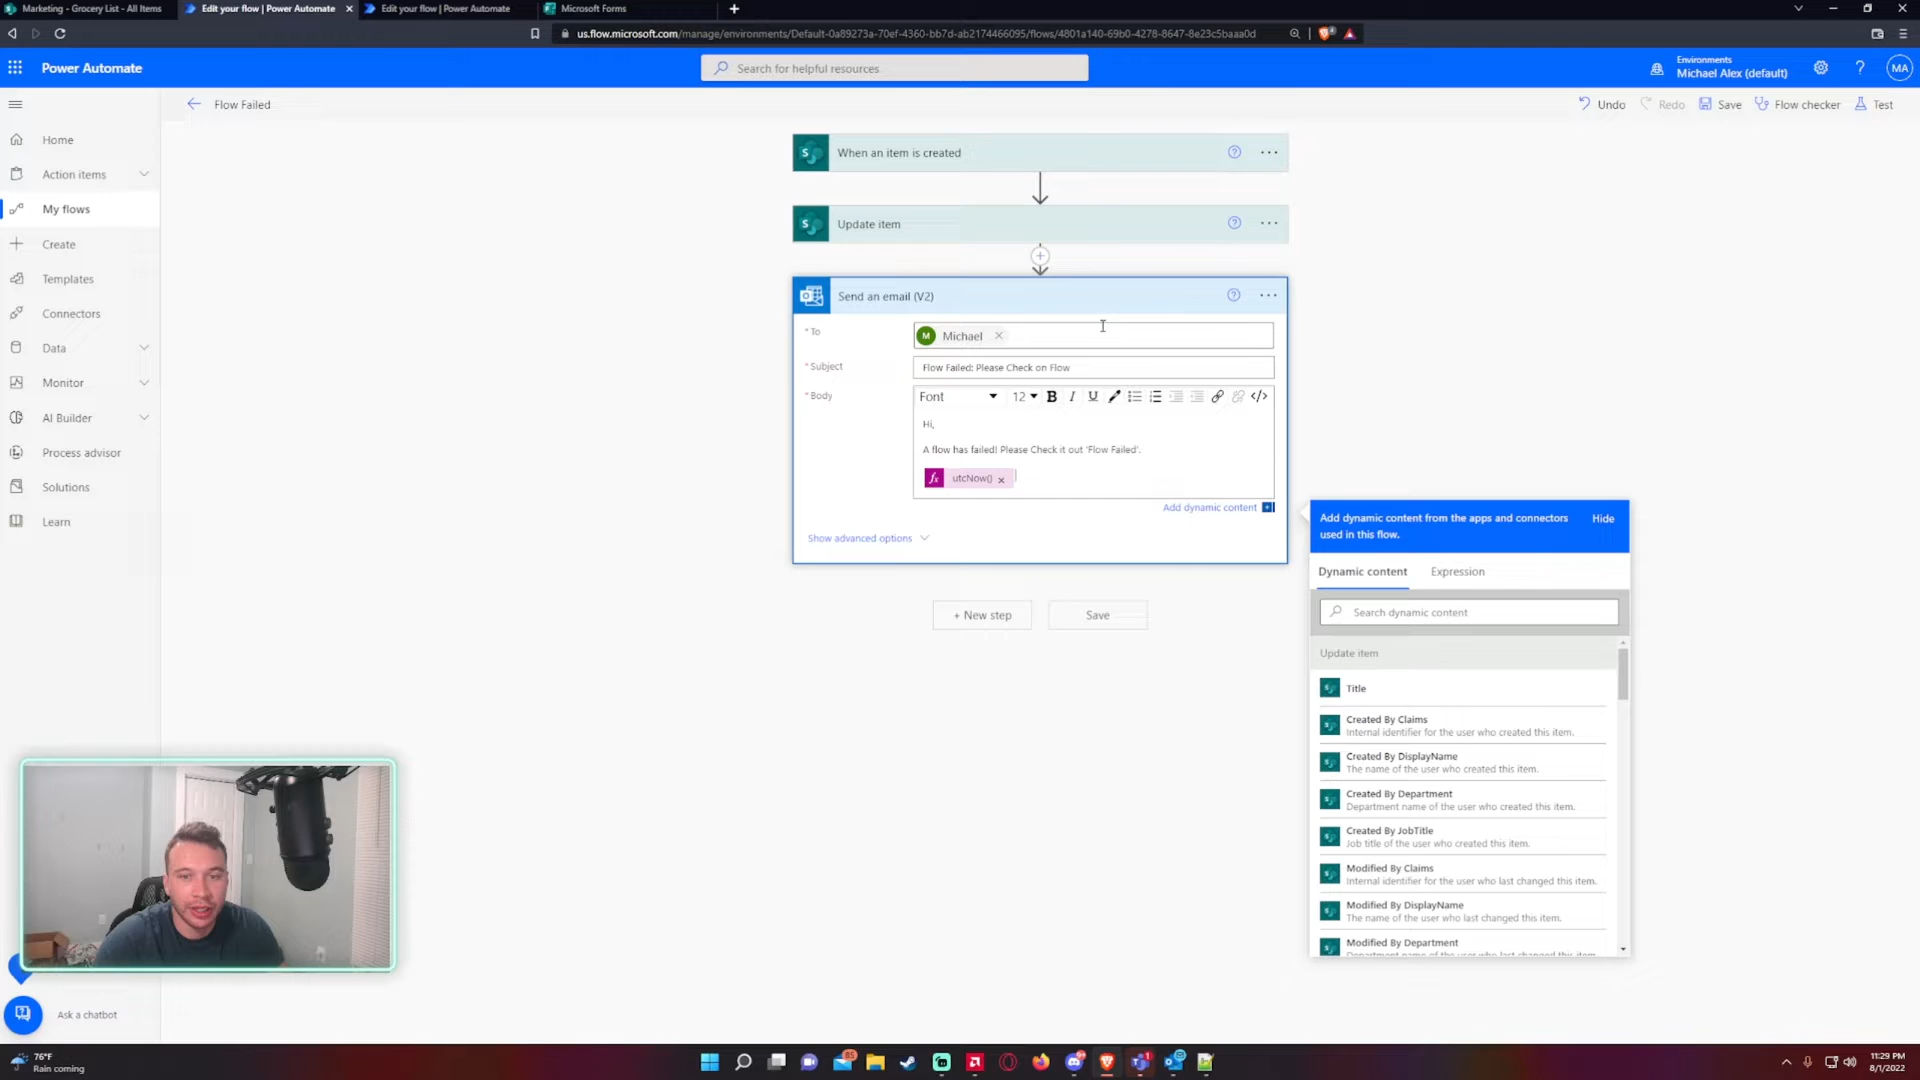 Marketing - Grocery List - All Items
Edit your flow | Power Automate
Edit your flow | Power Automate
Microsoft Forms
us.flow.microsoft.com/manage/environments/Default-0a89273a-70ef-4360-bb7d-ab2174466095/flows/4801a140-69b0-4278-8647-8e23c5baaa0d
Power Automate
Search for helpful resources
Environments
Michael Alex (default)
MA
Flow Failed
Undo
Redo
Save
Flow checker
Test
Home
Action items
My flows
Create
Templates
Connectors
Data
Monitor
AI Builder
Process advisor
Solutions
Learn
Ask a chatbot
When an item is created
Update item
Send an email (V2)
* To
M Michael
* Subject
Flow Failed: Please Check on Flow
* Body
Font 12 B I U </>
Hi,
A flow has failed! Please Check it out 'Flow Failed'.
fx utcNow()
Add dynamic content
Show advanced options
+ New step
Save
Add dynamic content from the apps and connectors
used in this flow.
Hide
Dynamic content
Expression
Search dynamic content
Update item
Title
Created By Claims
Internal identifier for the user who created this item.
Created By DisplayName
The name of the user who created this item.
Created By Department
Department name of the user who created this item.
Created By JobTitle
Job title of the user who created this item.
Modified By Claims
Internal identifier for the user who last changed this item.
Modified By DisplayName
The name of the user who last changed this item.
Modified By Department
Department name of the user who last changed this item.
76°F
Rain coming
11:29 PM
8/1/2022